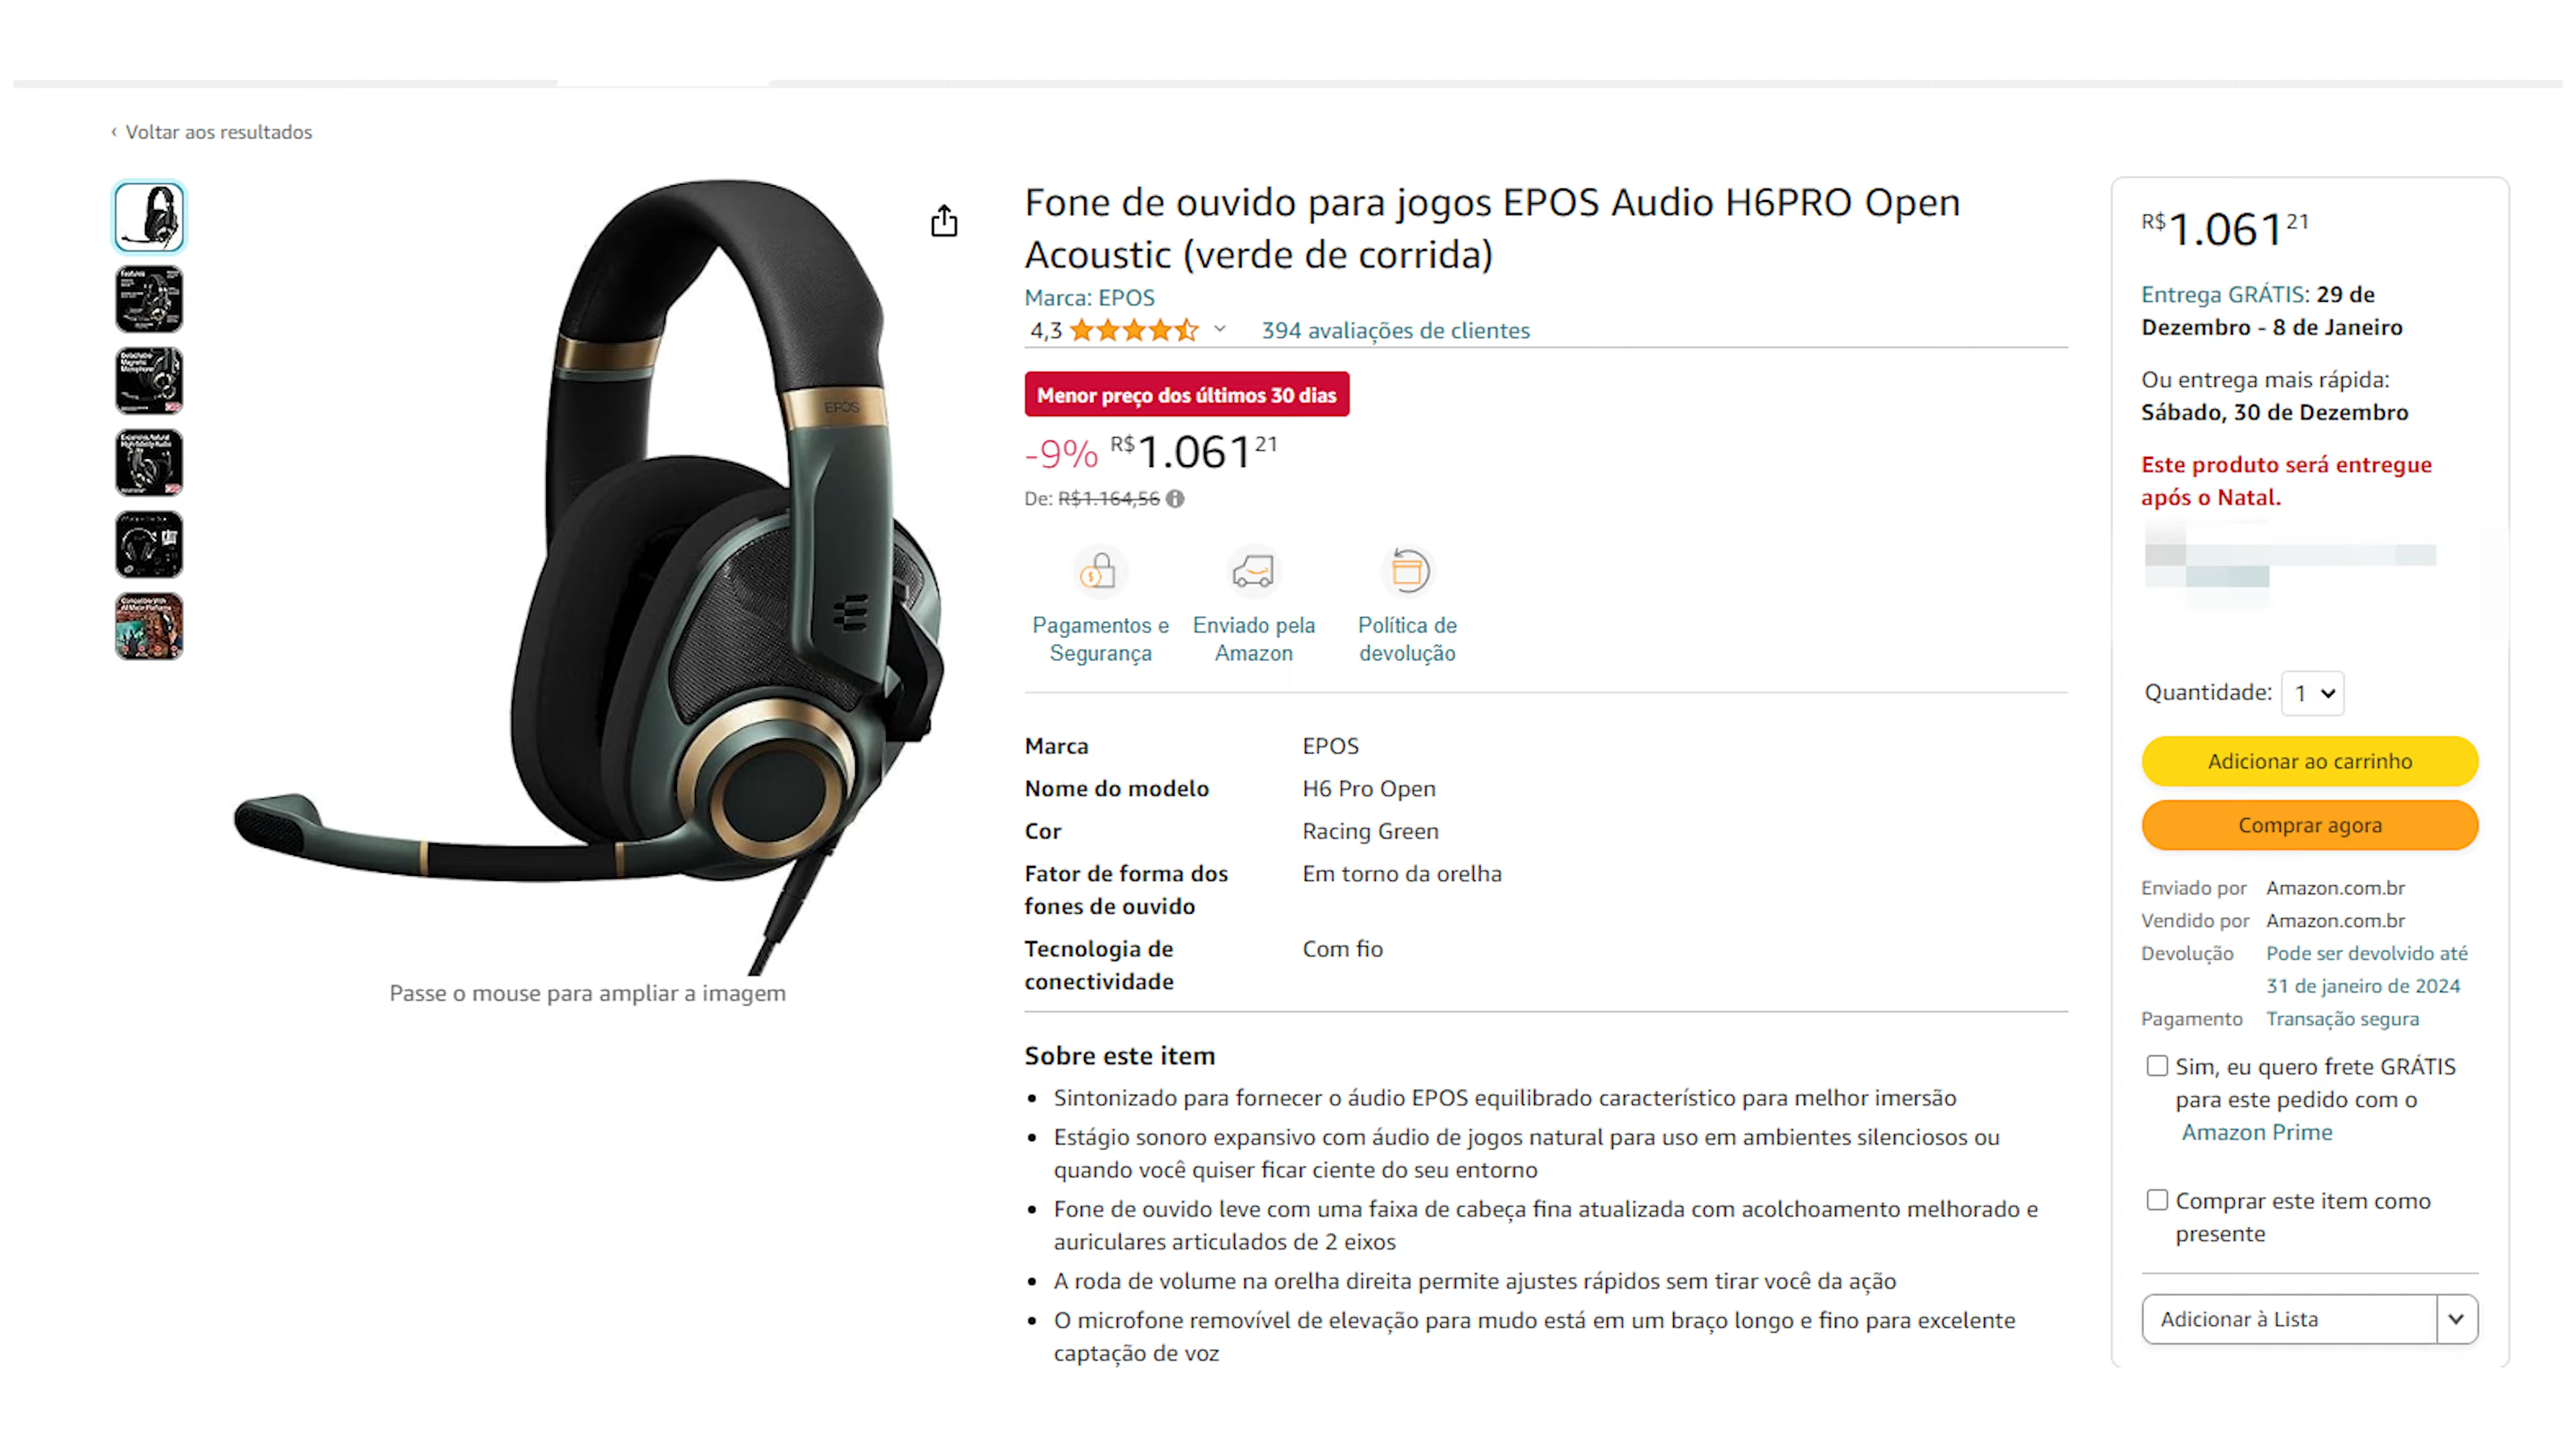 ‹ Voltar aos resultados
EPOS
Passe o mouse para ampliar a imagem
Fone de ouvido para jogos EPOS Audio H6PRO Open
Acoustic (verde de corrida)
Marca: EPOS
4,3 394 avaliações de clientes
Menor preço dos últimos 30 dias
-9% R$1.06121
De: R$1.164,56
Pagamentos e
Segurança
Enviado pela
Amazon
Política de
devolução
Marca EPOS
Nome do modelo H6 Pro Open
Cor Racing Green
Fator de forma dos Em torno da orelha
fones de ouvido
Tecnologia de Com fio
conectividade
Sobre este item
• Sintonizado para fornecer o áudio EPOS equilibrado característico para melhor imersão
• Estágio sonoro expansivo com áudio de jogos natural para uso em ambientes silenciosos ou
quando você quiser ficar ciente do seu entorno
• Fone de ouvido leve com uma faixa de cabeça fina atualizada com acolchoamento melhorado e
auriculares articulados de 2 eixos
• A roda de volume na orelha direita permite ajustes rápidos sem tirar você da ação
• O microfone removível de elevação para mudo está em um braço longo e fino para excelente
captação de voz
R$1.06121
Entrega GRÁTIS: 29 de
Dezembro - 8 de Janeiro
Ou entrega mais rápida:
Sábado, 30 de Dezembro
Este produto será entregue
após o Natal.
Quantidade: 1
Adicionar ao carrinho
Comprar agora
Enviado por Amazon.com.br
Vendido por Amazon.com.br
Devolução Pode ser devolvido até
31 de janeiro de 2024
Pagamento Transação segura
Sim, eu quero frete GRÁTIS
para este pedido com o
Amazon Prime
Comprar este item como
presente
Adicionar à Lista